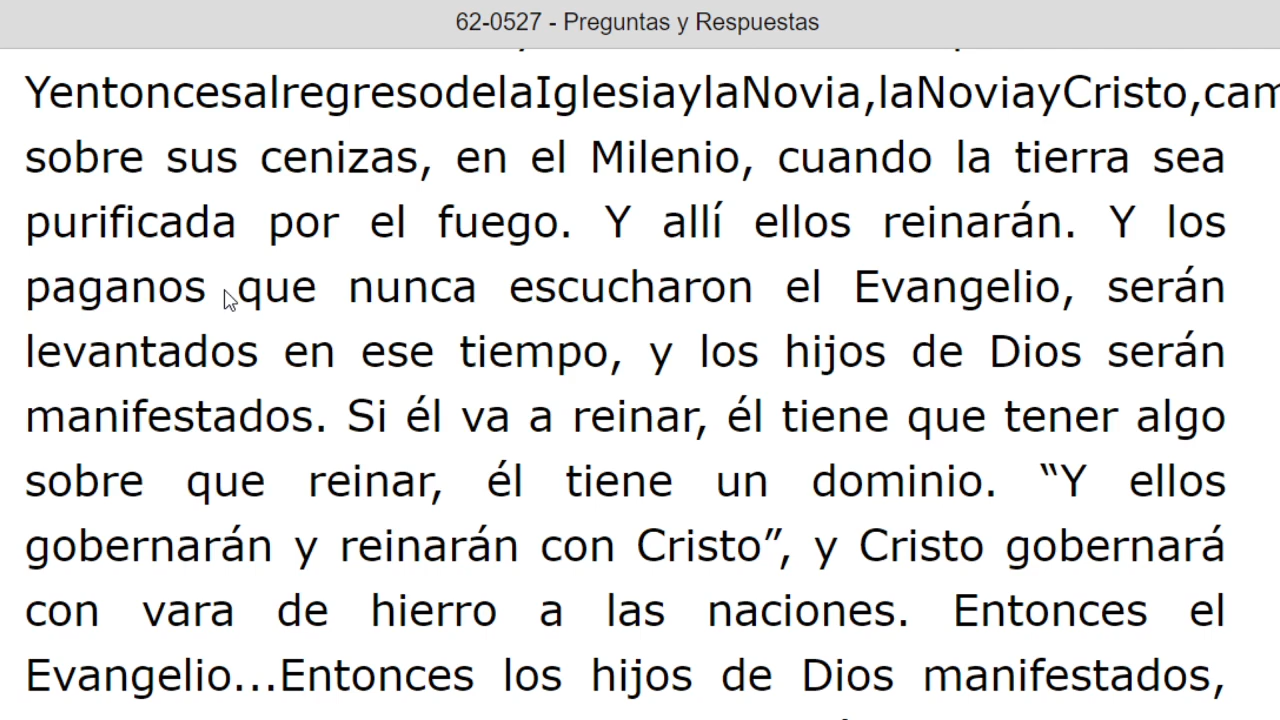 62-0527 - Preguntas y Respuestas
YentoncesalregresodelaIglesiaylaNovia,laNoviayCristo,cam
sobre sus cenizas, en el Milenio, cuando la tierra sea
purificada por el fuego. Y allí ellos reinarán. Y los
paganos que nunca escucharon el Evangelio, serán
levantados en ese tiempo, y los hijos de Dios serán
manifestados. Si él va a reinar, él tiene que tener algo
sobre que reinar, él tiene un dominio. “Y ellos
gobernarán y reinarán con Cristo”, y Cristo gobernará
con vara de hierro a las naciones. Entonces el
Evangelio...Entonces los hijos de Dios manifestados,